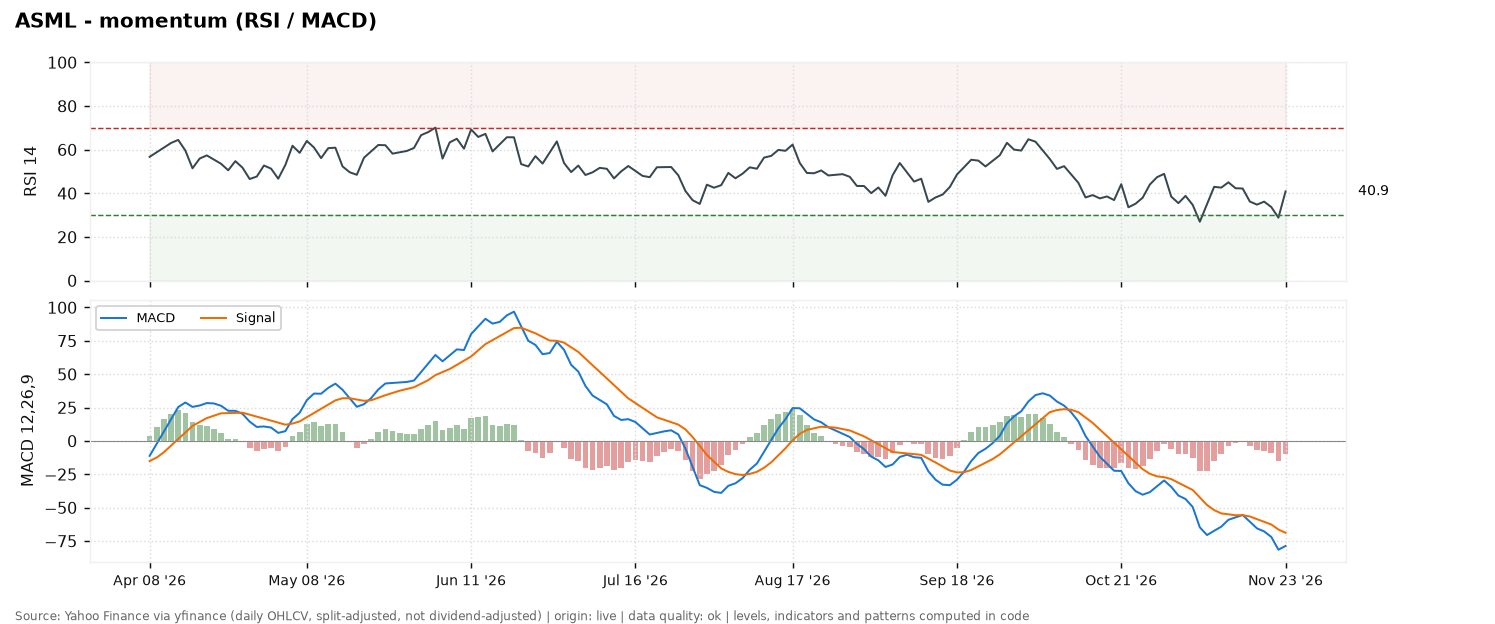 ASML - momentum (RSI / MACD)
100
80
60
40
20
0
RSI 14
40.9
MACD
Signal
100
75
50
25
0
−25
−50
−75
MACD 12,26,9
Apr 08 '26
May 08 '26
Jun 11 '26
Jul 16 '26
Aug 17 '26
Sep 18 '26
Oct 21 '26
Nov 23 '26
Source: Yahoo Finance via yfinance (daily OHLCV, split-adjusted, not dividend-adjusted) | origin: live | data quality: ok | levels, indicators and patterns computed in code